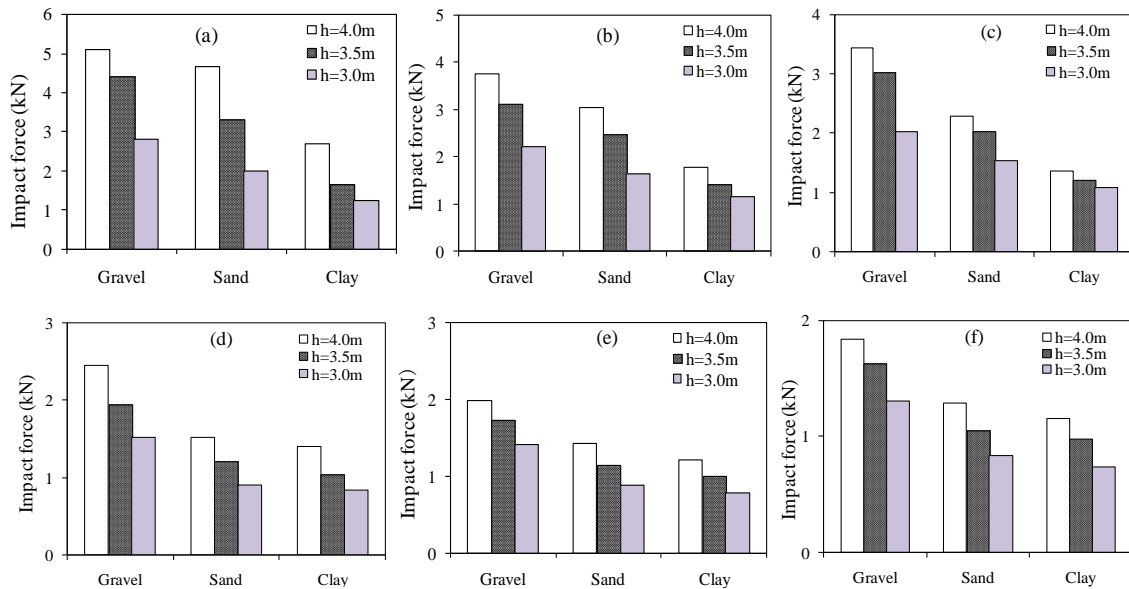 (a)
Impact force (kN)
6
5
4
3
2
1
0
h=4.0m
h=3.5m
h=3.0m
Gravel Sand Clay
(b)
Impact force (kN)
5
4
3
2
1
0
h=4.0m
h=3.5m
h=3.0m
Gravel Sand Clay
(c)
Impact force (kN)
4
3
2
1
0
h=4.0m
h=3.5m
h=3.0m
Gravel Sand Clay
(d)
Impact force (kN)
3
2
1
0
h=4.0m
h=3.5m
h=3.0m
Gravel Sand Clay
(e)
Impact force (kN)
3
2
1
0
h=4.0m
h=3.5m
h=3.0m
Gravel Sand Clay
(f)
Impact force (kN)
2
1
0
h=4.0m
h=3.5m
h=3.0m
Gravel Sand Clay